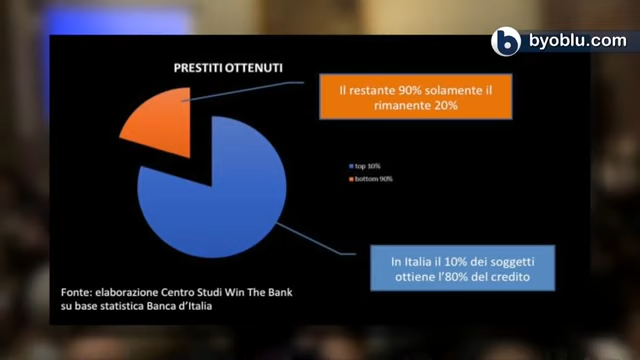 byoblu.com
PRESTITI OTTENUTI
Il restante 90% solamente il
rimanente 20%
top 10%
bottom 90%
In Italia il 10% dei soggetti
ottiene l'80% del credito
Fonte: elaborazione Centro Studi Win The Bank
su base statistica Banca d'Italia